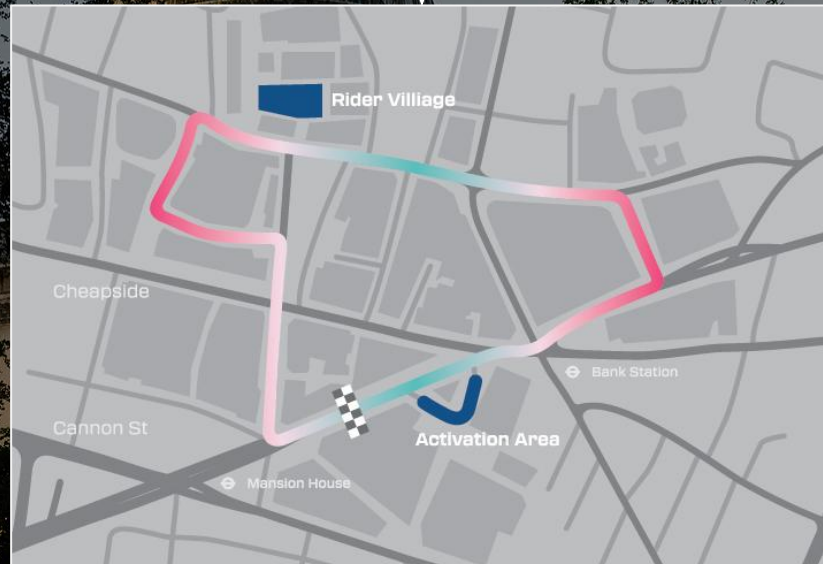 Rider Villiage
Cheapside
Bank Station
Cannon St
Activation Area
Mansion House